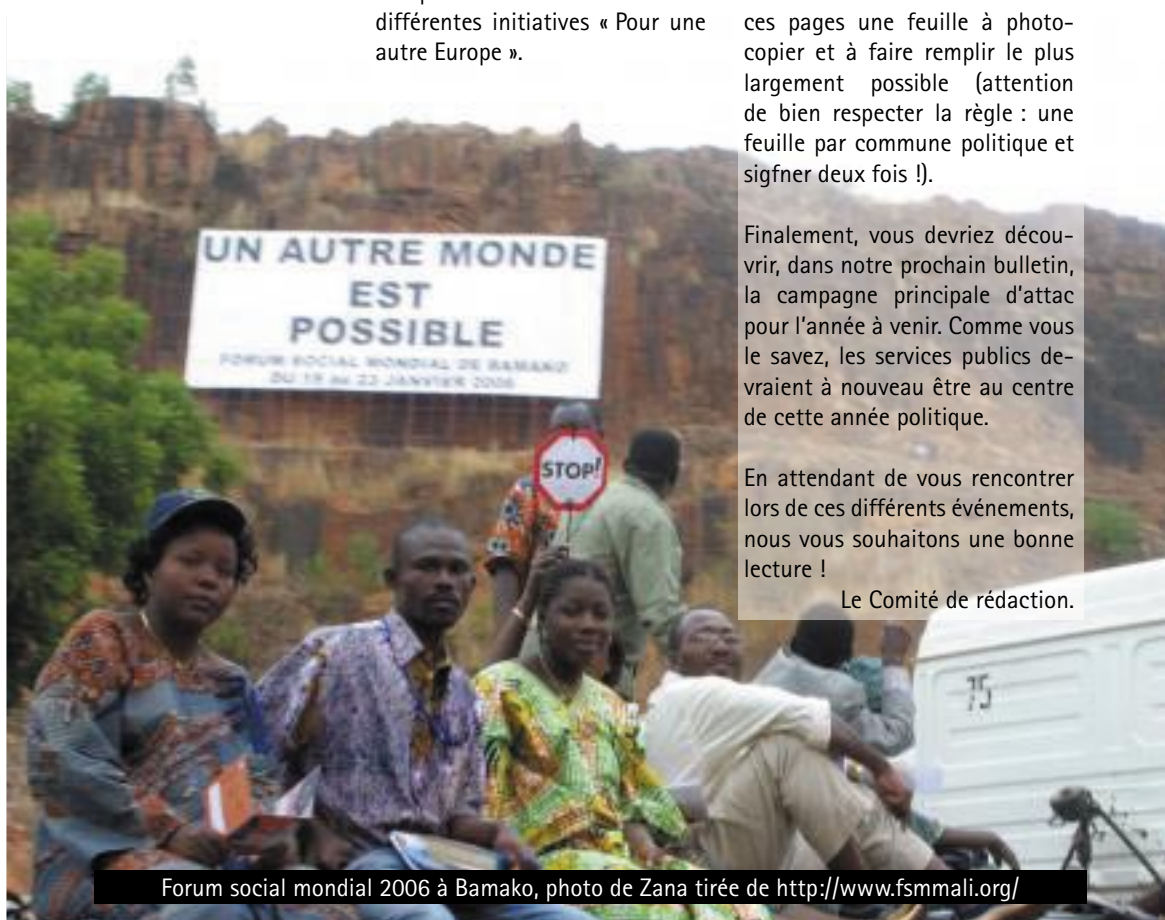 différentes initiatives « Pour une
autre Europe ».
ces pages une feuille à photo-
copier et à faire remplir le plus
largement possible (attention
de bien respecter la règle : une
feuille par commune politique et
sigfner deux fois !).
Finalement, vous devriez décou-
vrir, dans notre prochain bulletin,
la campagne principale d'attac
pour l'année à venir. Comme vous
le savez, les services publics de-
vraient à nouveau être au centre
de cette année politique.
En attendant de vous rencontrer
lors de ces différents événements,
nous vous souhaitons une bonne
lecture !
Le Comité de rédaction.
UN AUTRE MONDE
EST
POSSIBLE
FORUM SOCIAL MONDIAL DE BAMAKO
DU 19 au 23 JANVIER 2006
STOP!
75
Forum social mondial 2006 à Bamako, photo de Zana tirée de http://www.fsmmali.org/